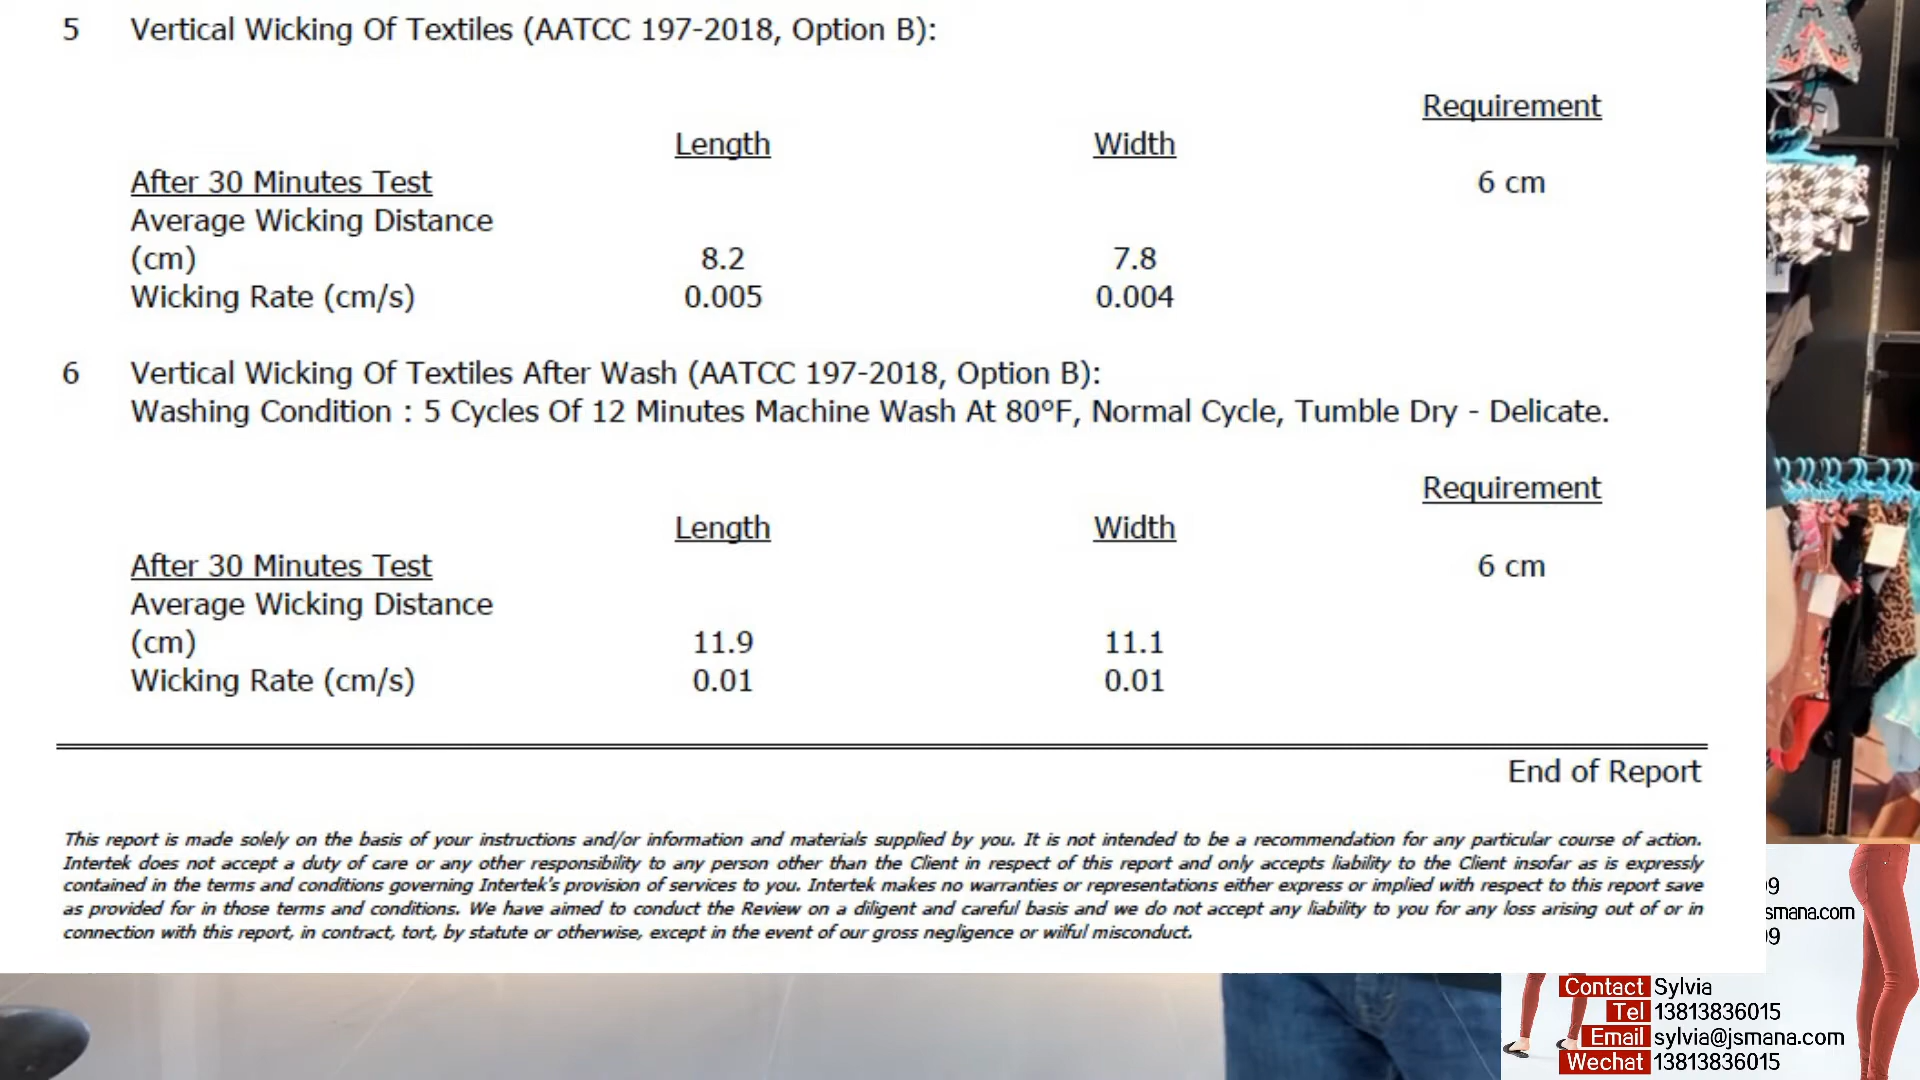 5 Vertical Wicking Of Textiles (AATCC 197-2018, Option B):
Requirement
Length Width
After 30 Minutes Test 6 cm
Average Wicking Distance
(cm) 8.2 7.8
Wicking Rate (cm/s) 0.005 0.004
6 Vertical Wicking Of Textiles After Wash (AATCC 197-2018, Option B):
Washing Condition : 5 Cycles Of 12 Minutes Machine Wash At 80°F, Normal Cycle, Tumble Dry - Delicate.
Requirement
Length Width
After 30 Minutes Test 6 cm
Average Wicking Distance
(cm) 11.9 11.1
Wicking Rate (cm/s) 0.01 0.01
End of Report
This report is made solely on the basis of your instructions and/or information and materials supplied by you. It is not intended to be a recommendation for any particular course of action.
Intertek does not accept a duty of care or any other responsibility to any person other than the Client in respect of this report and only accepts liability to the Client insofar as is expressly
contained in the terms and conditions governing Intertek's provision of services to you. Intertek makes no warranties or representations either express or implied with respect to this report save
as provided for in those terms and conditions. We have aimed to conduct the Review on a diligent and careful basis and we do not accept any liability to you for any loss arising out of or in
connection with this report, in contract, tort, by statute or otherwise, except in the event of our gross negligence or wilful misconduct.
9
smana.com
9
Contact Sylvia
Tel 13813836015
Email sylvia@jsmana.com
Wechat 13813836015